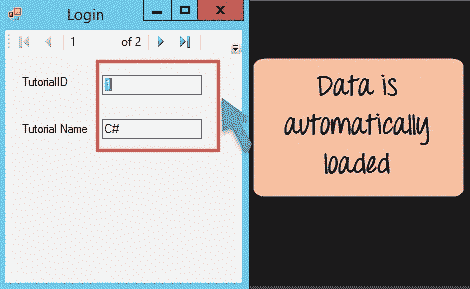 Login
1 of 2
TutorialID 1
Tutorial Name C#
Data is
automatically
loaded